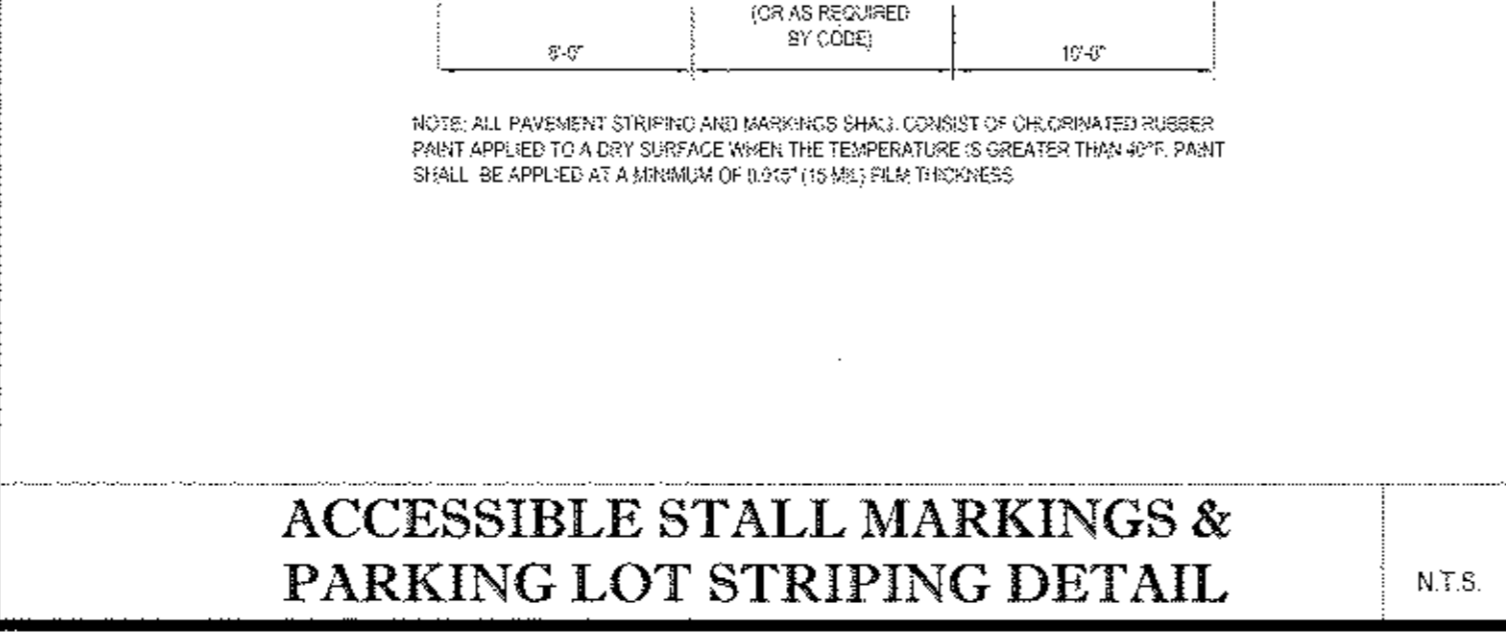 (OR AS REQUIRED
BY CODE)
8'-0" 10'-0"
NOTE: ALL PAVEMENT STRIPING AND MARKINGS SHALL CONSIST OF CHLORINATED RUBBER
PAINT APPLIED TO A DRY SURFACE WHEN THE TEMPERATURE IS GREATER THAN 40°F. PAINT
SHALL BE APPLIED AT A MINIMUM OF 0.015" (15 MIL) FILM THICKNESS
ACCESSIBLE STALL MARKINGS &
PARKING LOT STRIPING DETAIL
N.T.S.